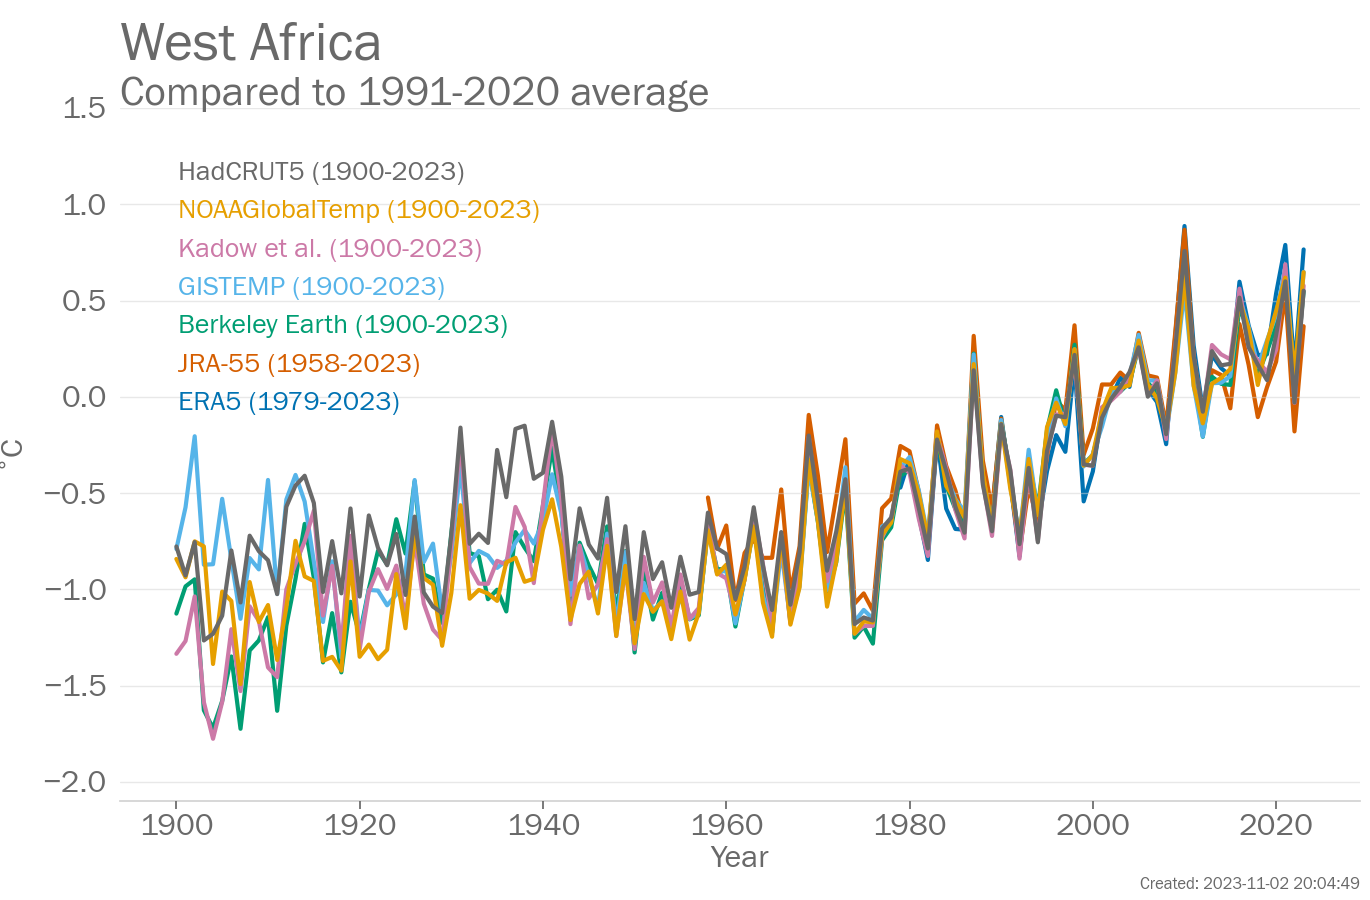 West Africa
Compared to 1991-2020 average
1.5
HadCRUT5 (1900-2023)
1.0
NOAAGlobalTemp (1900-2023)
Kadow et al. (1900-2023)
GISTEMP (1900-2023)
0.5
Berkeley Earth (1900-2023)
JRA-55 (1958-2023)
0.0
ERA5 (1979-2023)
°C
−0.5
−1.0
−1.5
−2.0
1900 1920 1940 1960 1980 2000 2020
Year
Created: 2023-11-02 20:04:49